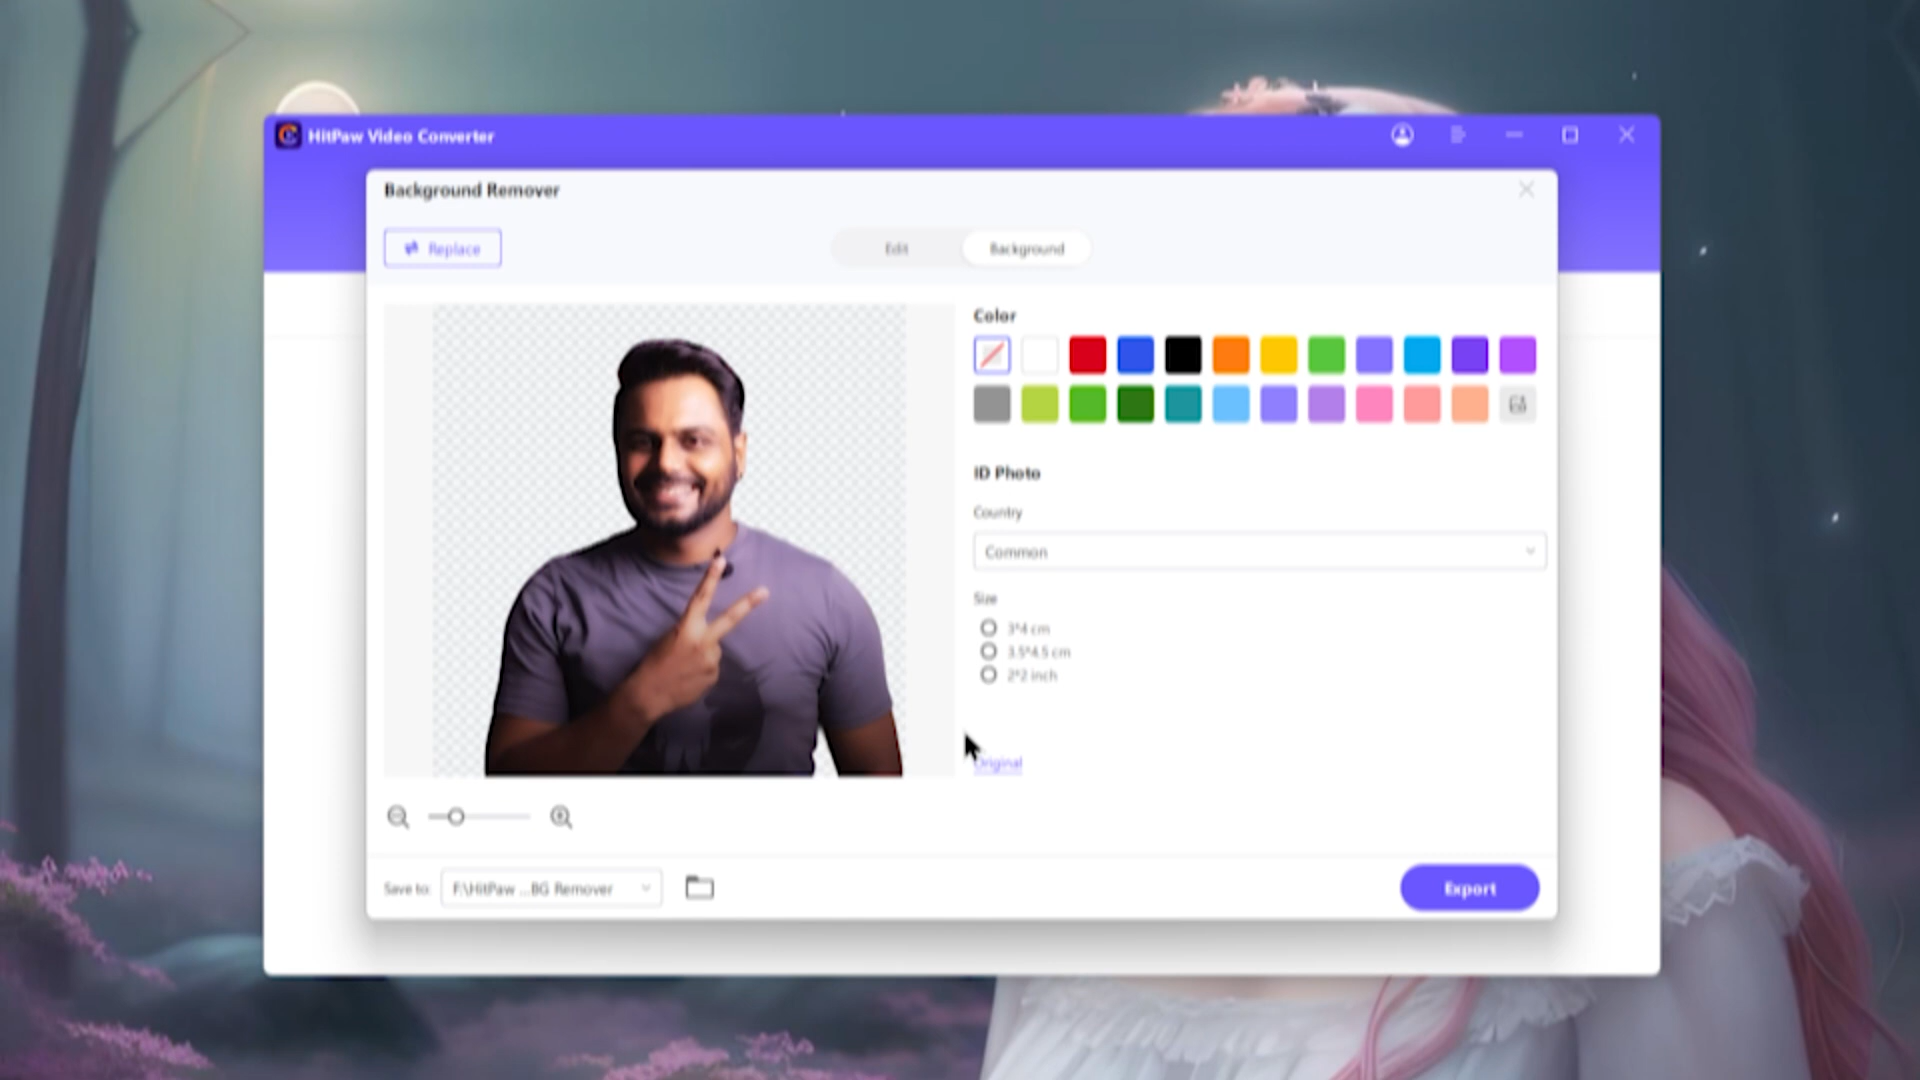 HitPaw Video Converter
Background Remover
Replace
Edit
Background
Color
ID Photo
Country
Common
Size
3*4 cm
3.5*4.5 cm
2*2 inch
Original
Save to:
F:\HitPaw ...BG Remover
Export